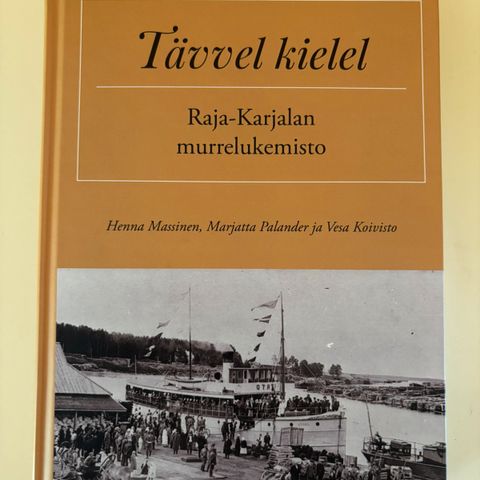 Tävvel kielel
Raja-Karjalan
murrelukemisto
Henna Massinen, Marjatta Palander ja Vesa Koivisto